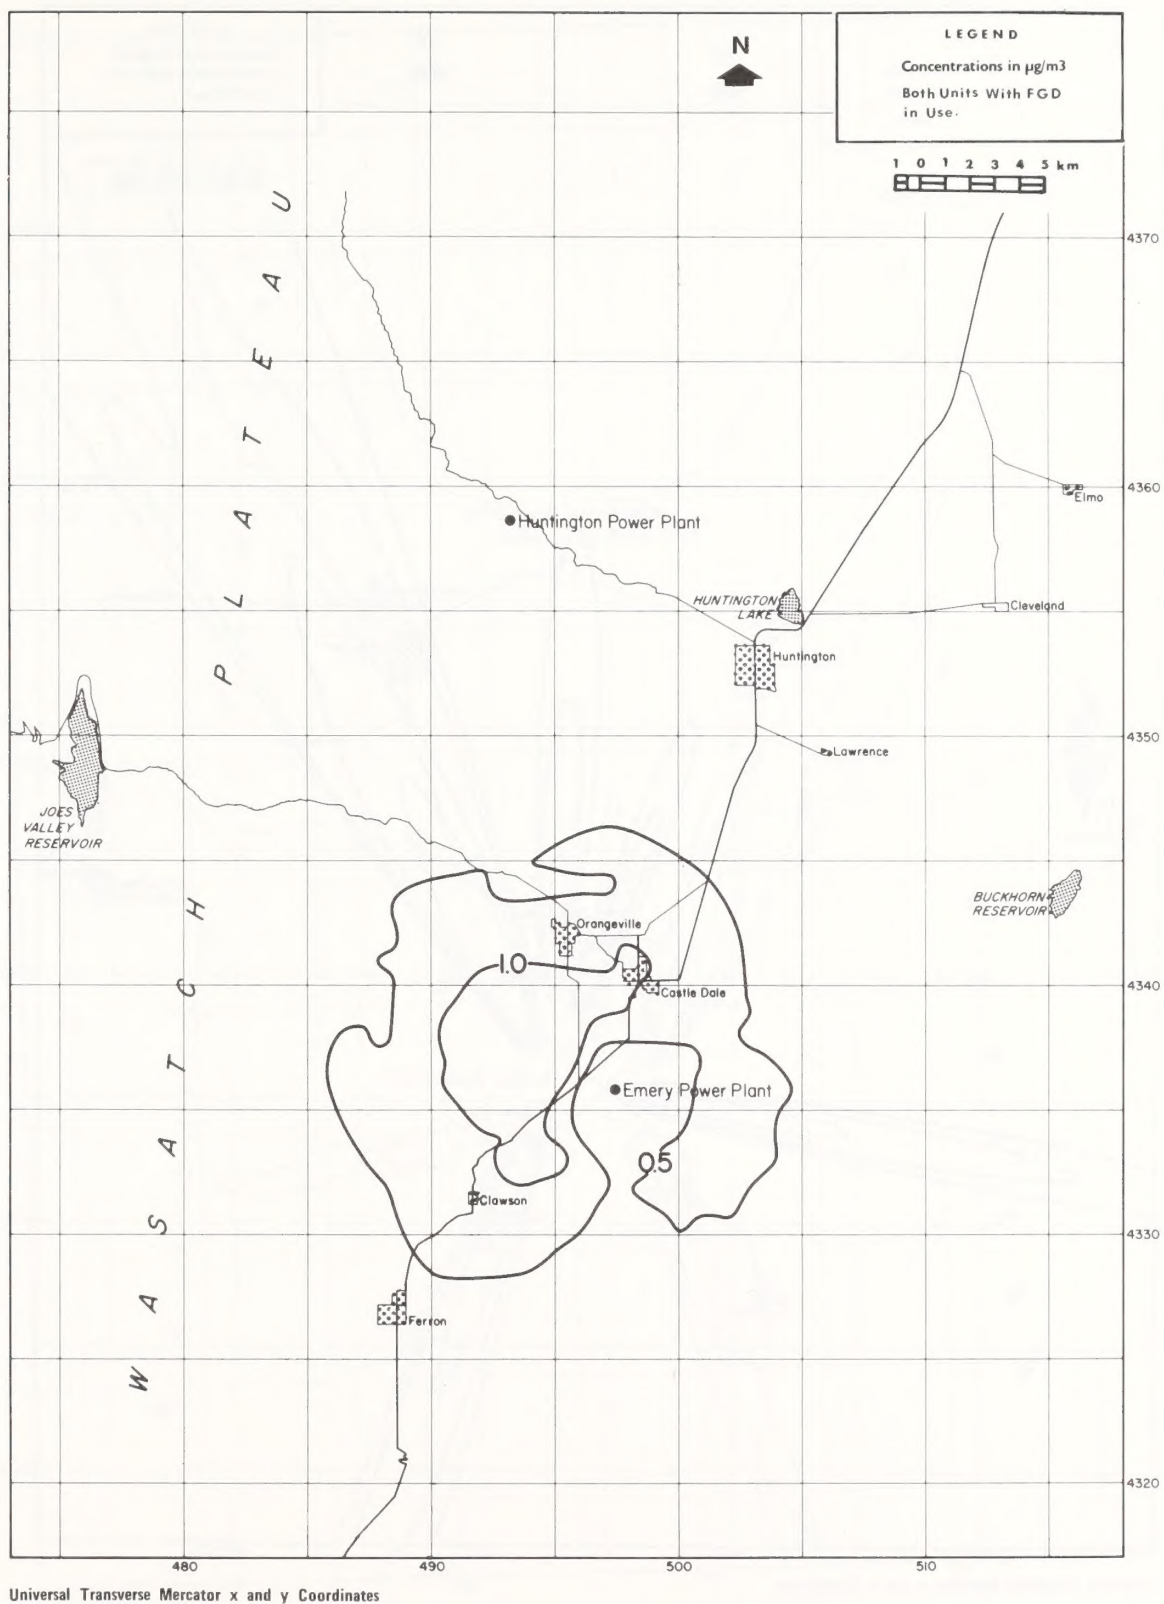 LEGEND
Concentrations in µg/m3
Both Units With FGD
in Use.
N
1 0 1 2 3 4 5 km
WASATCH PLATEAU
4370
4360
Elmo
Huntington Power Plant
HUNTINGTON
LAKE
Cleveland
Huntington
4350
Lawrence
JOES
VALLEY
RESERVOIR
BUCKHORN
RESERVOIR
Orangeville
1.0
4340
Castle Dale
Emery Power Plant
0.5
Clawson
4330
Ferron
4320
480
490
500
510
Universal Transverse Mercator x and y Coordinates